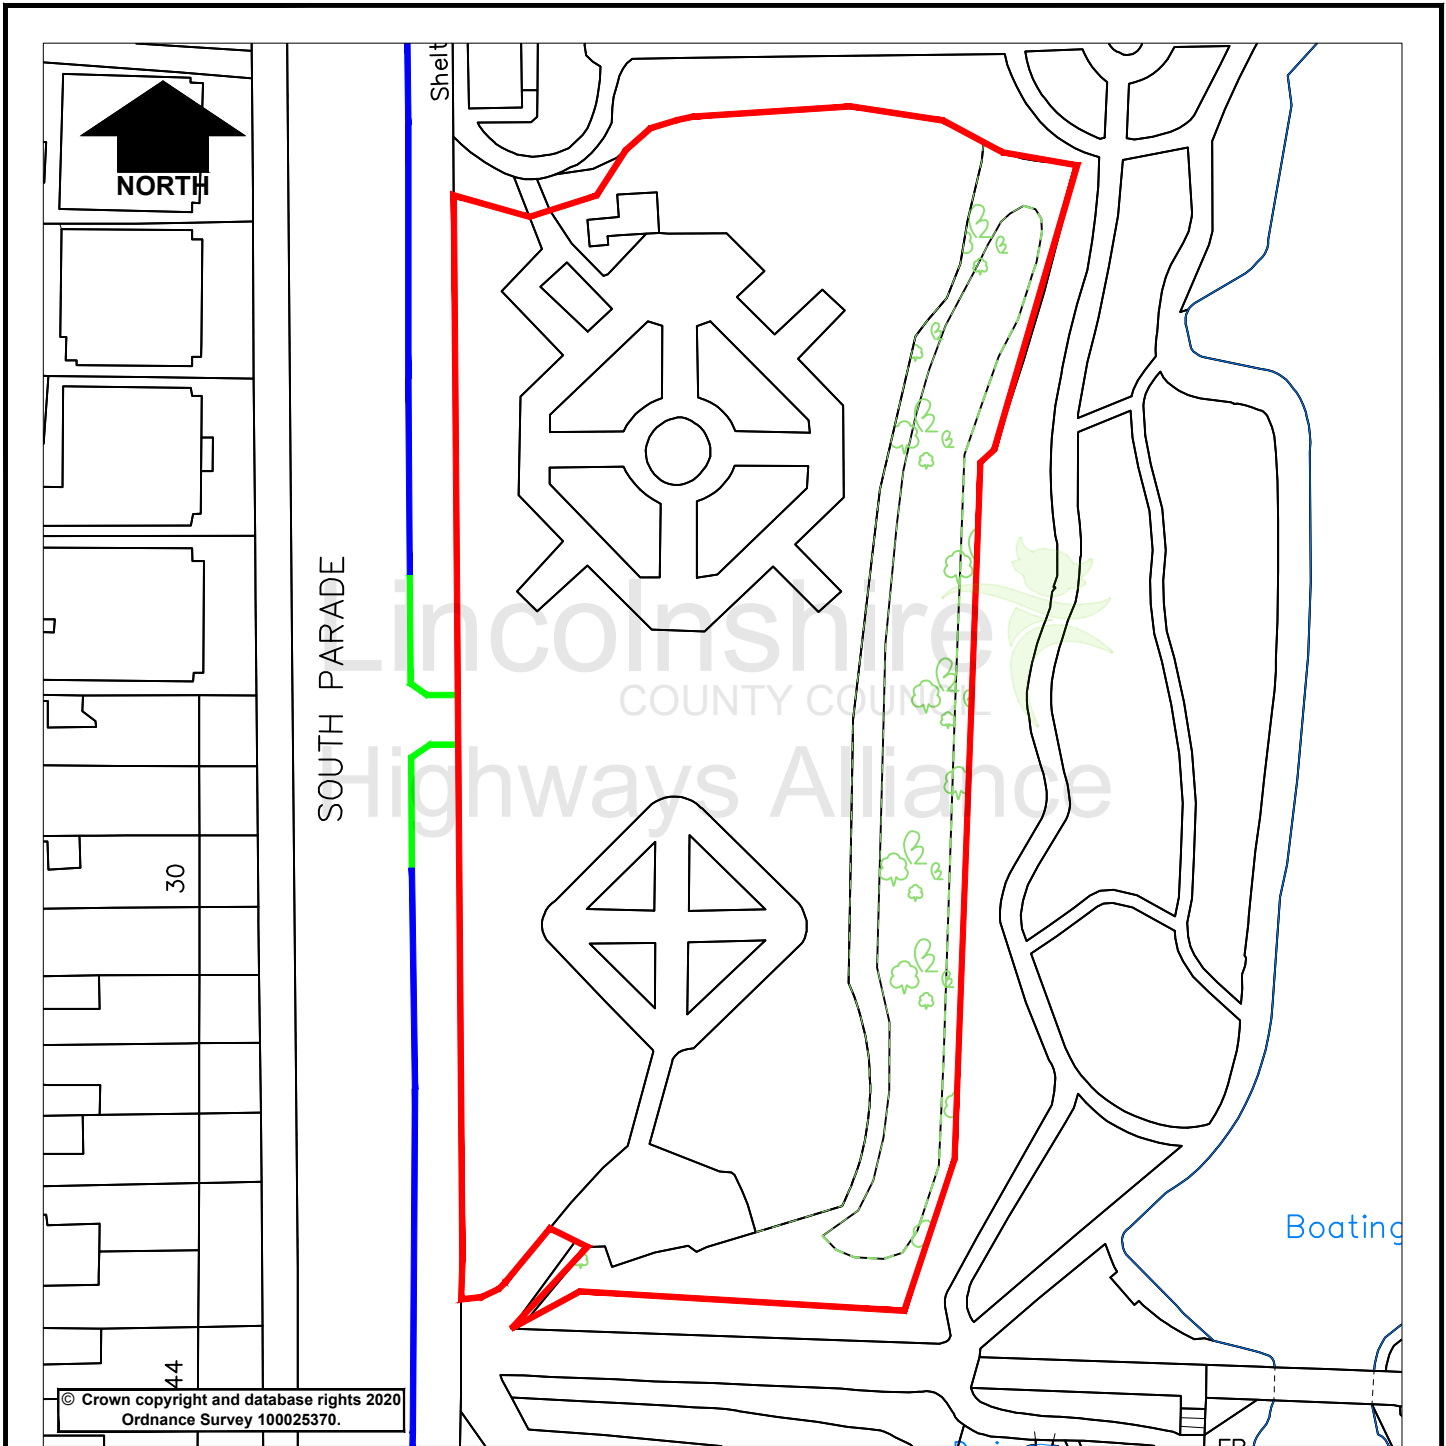 Shelt
NORTH
SOUTH PARADE
Lincolnshire
COUNTY COUNCIL
Highways Alliance
30
Boating
44
© Crown copyright and database rights 2020
Ordnance Survey 100025370.